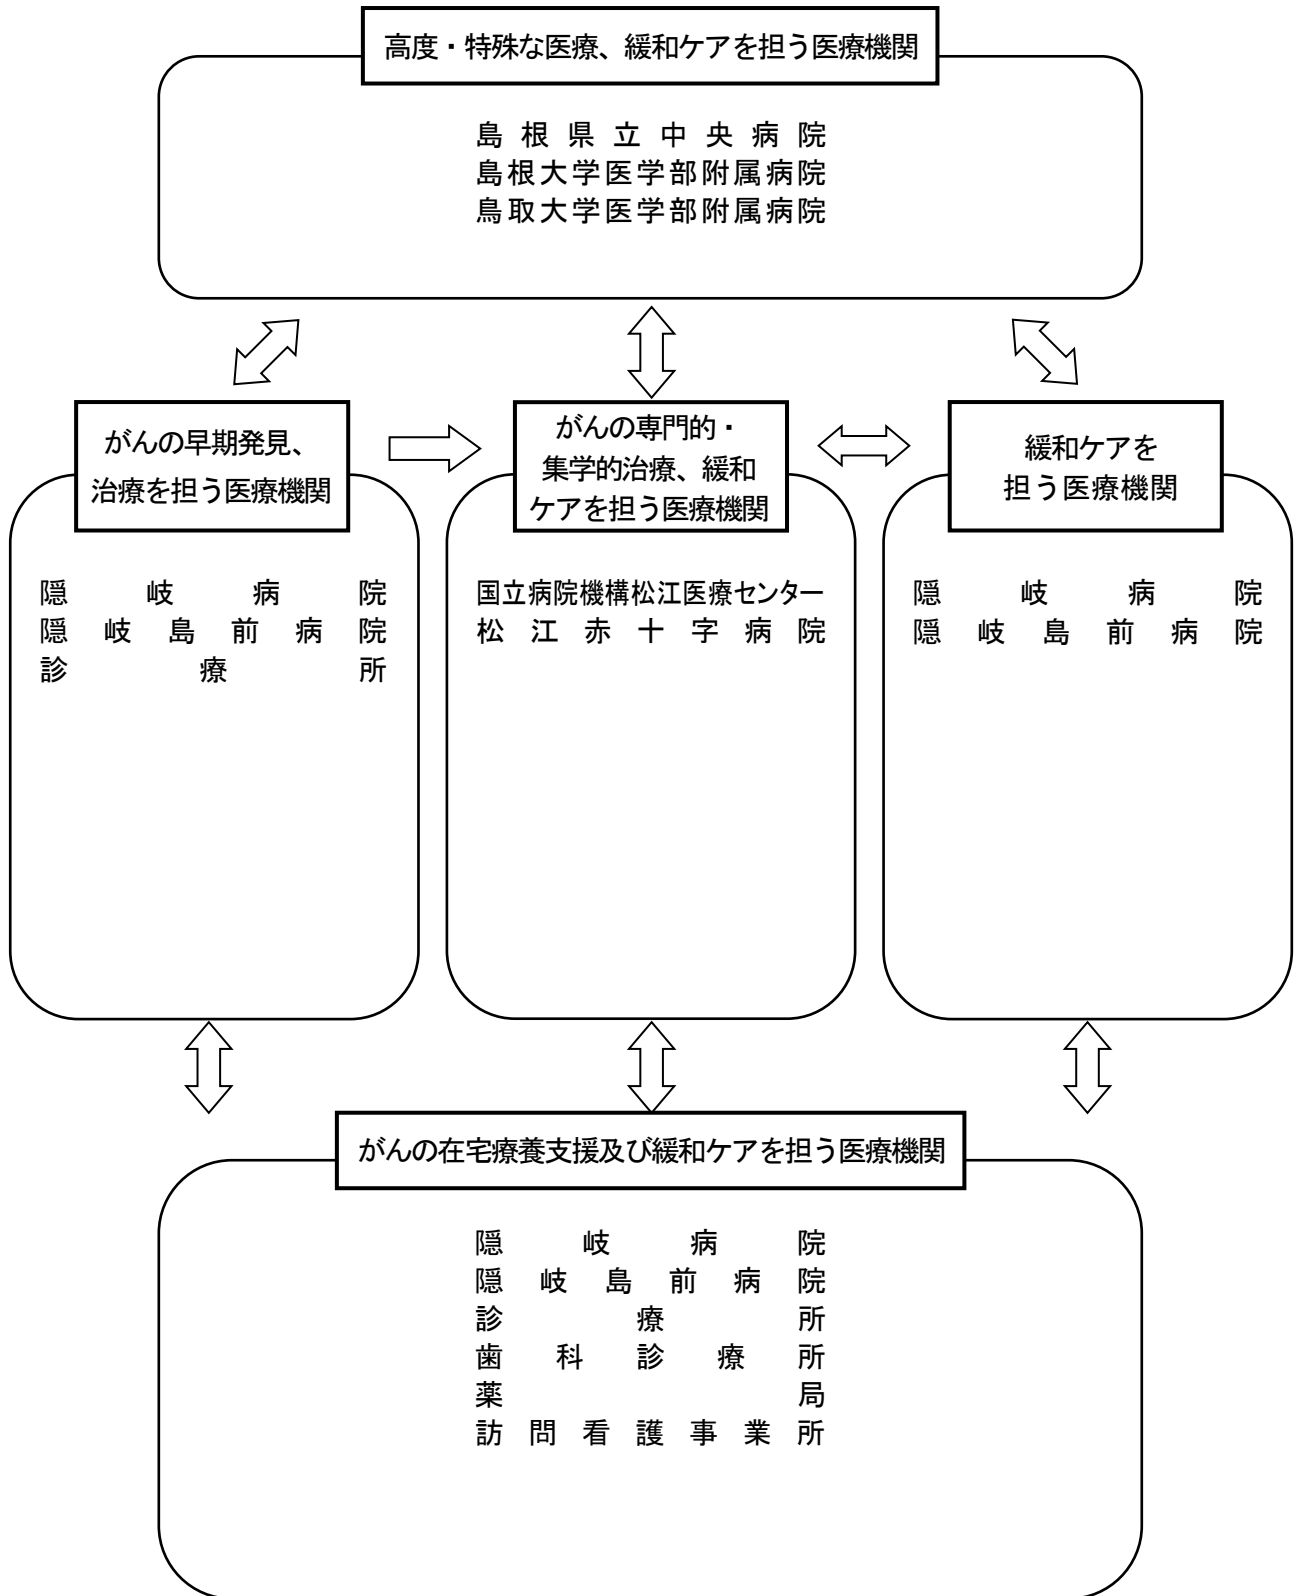 高度・特殊な医療、緩和ケアを担う医療機関
島根県立中央病院
島根大学医学部附属病院
鳥取大学医学部附属病院
がんの早期発見、
治療を担う医療機関
隠岐病院
隠岐島前病院
診療所
がんの専門的・
集学的治療、緩和
ケアを担う医療機関
国立病院機構松江医療センター
松江赤十字病院
緩和ケアを
担う医療機関
隠岐病院
隠岐島前病院
がんの在宅療養支援及び緩和ケアを担う医療機関
隠岐病院
隠岐島前病院
診療所
歯科診療所
薬局
訪問看護事業所